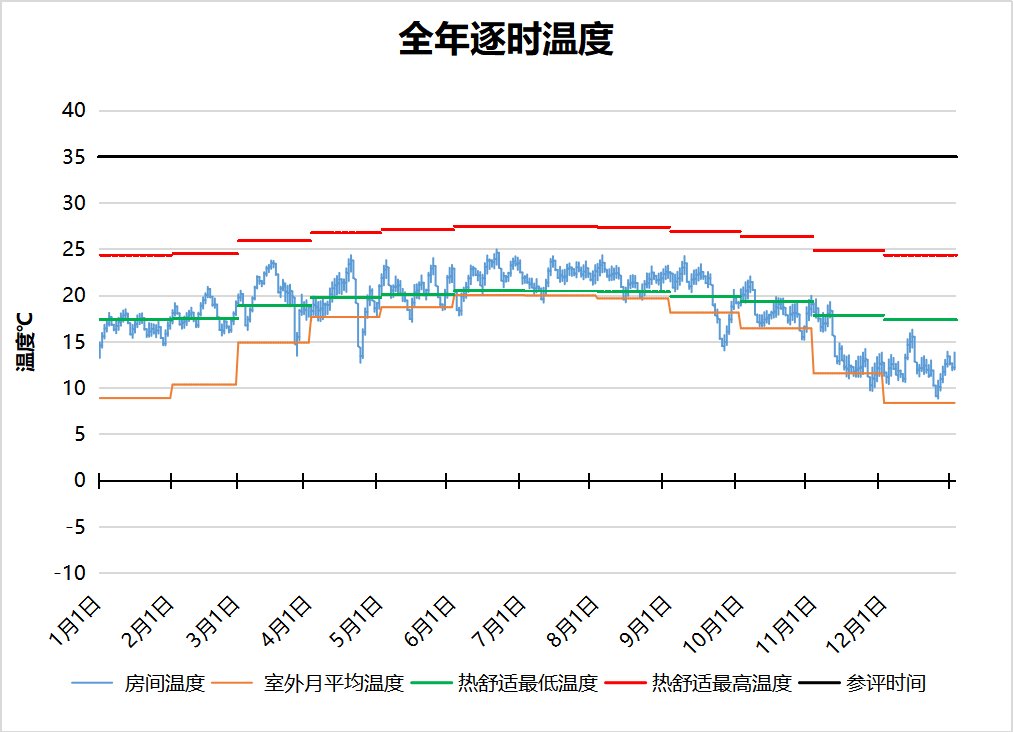 全年逐时温度
温度℃
40
35
30
25
20
15
10
5
0
-5
-10
1月1日
2月1日
3月1日
4月1日
5月1日
6月1日
7月1日
8月1日
9月1日
10月1日
11月1日
12月1日
房间温度 室外月平均温度 热舒适最低温度 热舒适最高温度 参评时间